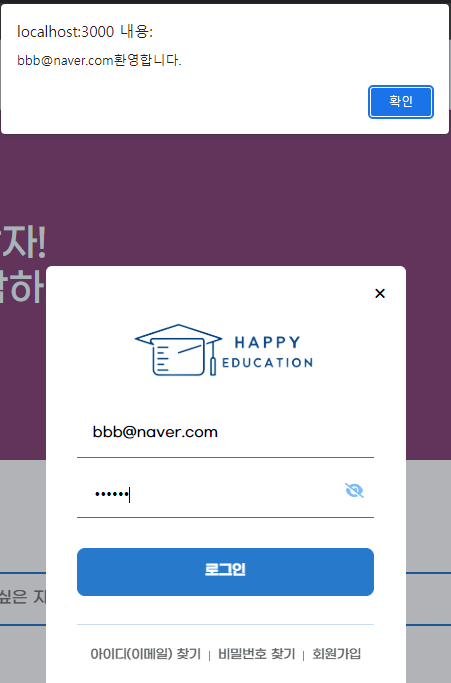 localhost:3000 내용:
bbb@naver.com환영합니다.
확인
자!
하
HAPPY
EDUCATION
bbb@naver.com
••••••
로그인
싶은 지
아이디(이메일) 찾기 | 비밀번호 찾기 | 회원가입